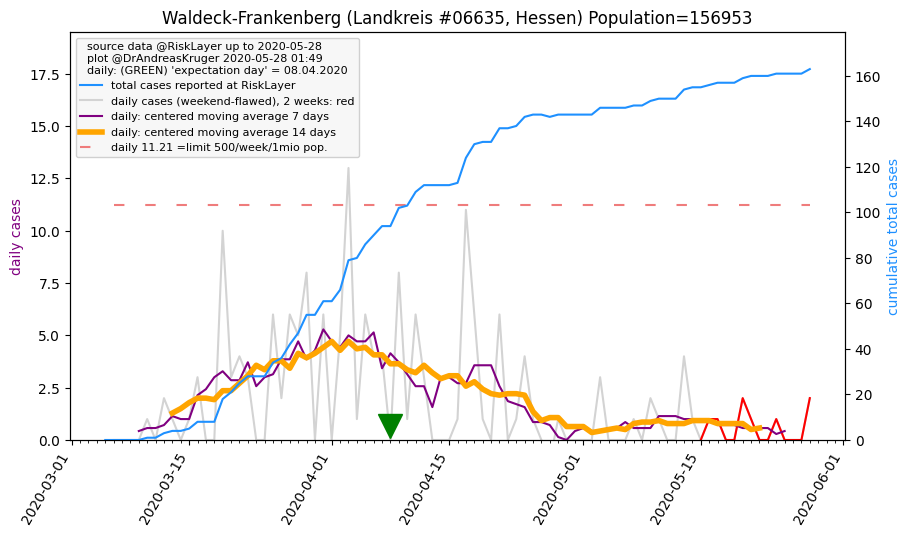 Waldeck-Frankenberg (Landkreis #06635, Hessen) Population=156953
source data @RiskLayer up to 2020-05-28
plot @DrAndreasKruger 2020-05-28 01:49
daily: (GREEN) 'expectation day' = 08.04.2020
total cases reported at RiskLayer
daily cases (weekend-flawed), 2 weeks: red
daily: centered moving average 7 days
daily: centered moving average 14 days
daily 11.21 =limit 500/week/1mio pop.
daily cases
17.5
15.0
12.5
10.0
7.5
5.0
2.5
0.0
160
140
120
100
80
60
40
20
0
cumulative total cases
2020-03-01
2020-03-15
2020-04-01
2020-04-15
2020-05-01
2020-05-15
2020-06-01